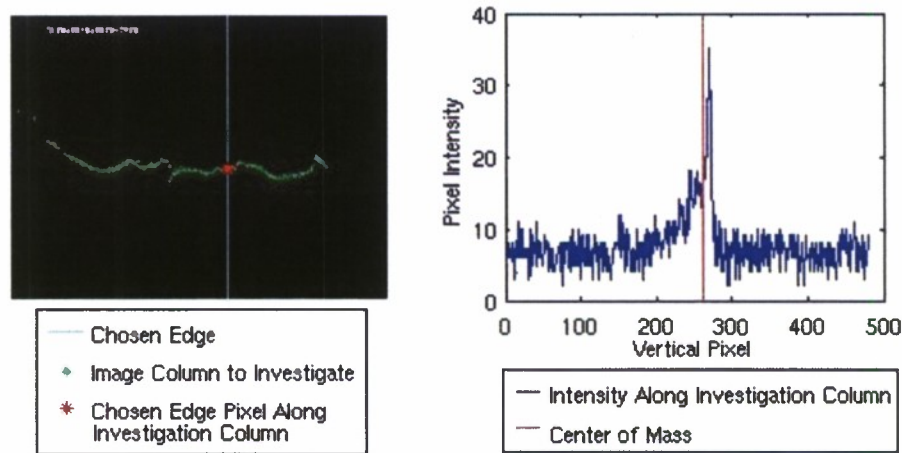 Pixel Intensity
40
30
20
10
0
0 100 200 300 400 500
Vertical Pixel
Chosen Edge
Image Column to Investigate
Chosen Edge Pixel Along
Investigation Column
Intensity Along Investigation Column
Center of Mass